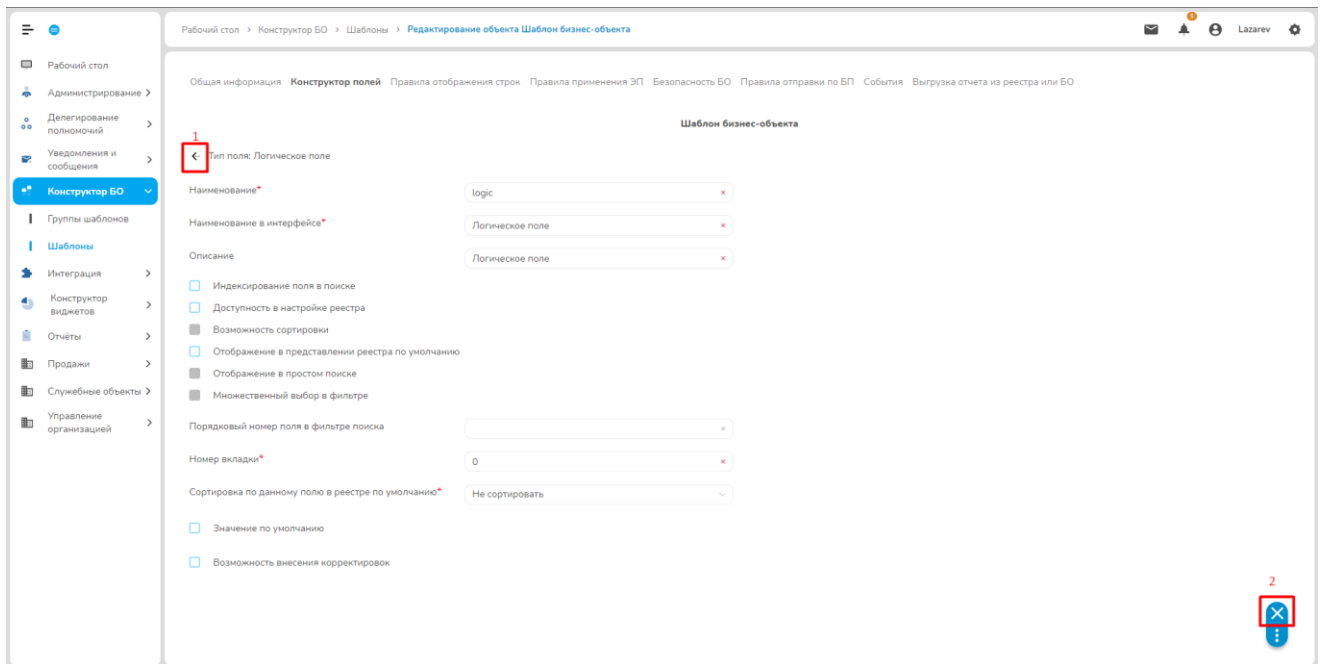 Рабочий стол > Конструктор БО > Шаблоны > Редактирование объекта Шаблон бизнес-объекта
5
Lazarev
Рабочий стол
Администрирование
Делегирование
полномочий
Уведомления и
сообщения
Конструктор БО
Группы шаблонов
Шаблоны
Интеграция
Конструктор
виджетов
Отчёты
Продажи
Служебные объекты
Управление
организацией
Общая информация Конструктор полей Правила отображения строк Правила применения ЭП Безопасность БО Правила отправки по БП События Выгрузка отчета из реестра или БО
Шаблон бизнес-объекта
1
Тип поля: Логическое поле
Наименование* logic
Наименование в интерфейсе* Логическое поле
Описание Логическое поле
Индексирование поля в поиске
Доступность в настройке реестра
Возможность сортировки
Отображение в представлении реестра по умолчанию
Отображение в простом поиске
Множественный выбор в фильтре
Порядковый номер поля в фильтре поиска
Номер вкладки* 0
Сортировка по данному полю в реестре по умолчанию* Не сортировать
Значение по умолчанию
Возможность внесения корректировок
2